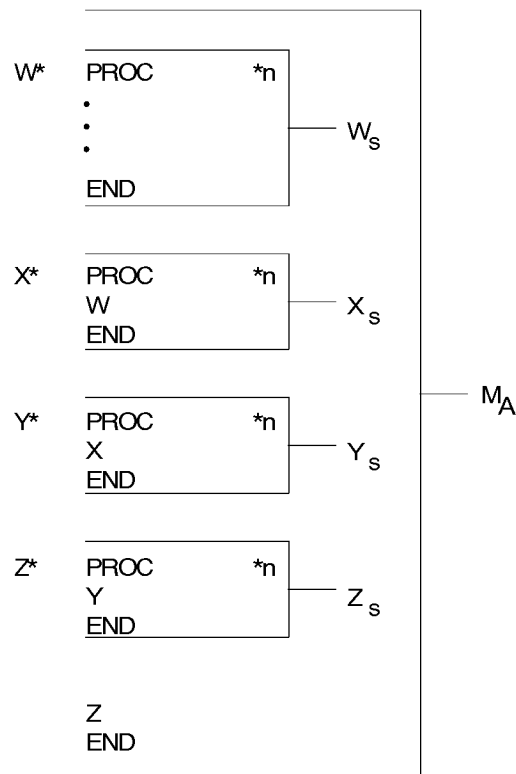 W* PROC *n
W_s
END
X* PROC *n
W X_s
END
M_A
Y* PROC *n
X Y_s
END
Z* PROC *n
Y Z_s
END
Z
END